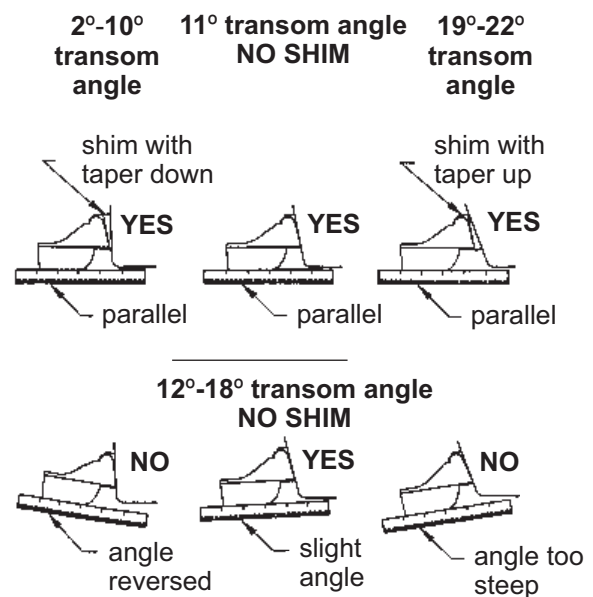 2º-10º transom angle
11º transom angle
NO SHIM
19º-22º transom angle
shim with
taper down
YES
parallel
YES
parallel
shim with
taper up
YES
parallel
12º-18º transom angle
NO SHIM
NO
angle
reversed
YES
slight
angle
NO
angle too
steep